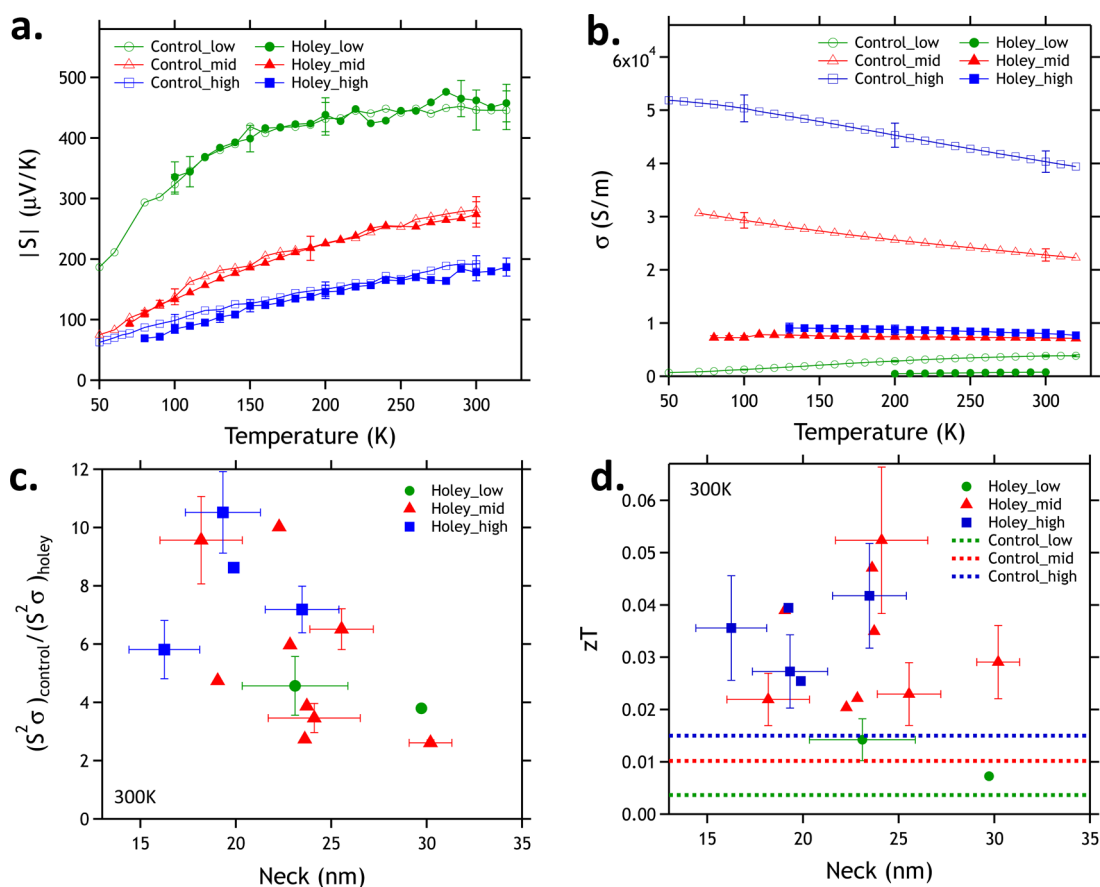 a.
Control_low Holey_low
Control_mid Holey_mid
Control_high Holey_high
500
400
300
200
100
0
|S| (µV/K)
50 100 150 200 250 300
Temperature (K)
b.
Control_low Holey_low
Control_mid Holey_mid
Control_high Holey_high
6x10⁴
5
4
3
2
1
0
σ (S/m)
50 100 150 200 250 300
Temperature (K)
c.
Holey_low
Holey_mid
Holey_high
12
10
8
6
4
2
0
(S²σ)control/(S²σ)holey
300K
15 20 25 30 35
Neck (nm)
d.
300K
Holey_low
Holey_mid
Holey_high
Control_low
Control_mid
Control_high
0.06
0.05
0.04
0.03
0.02
0.01
0.00
zT
15 20 25 30 35
Neck (nm)